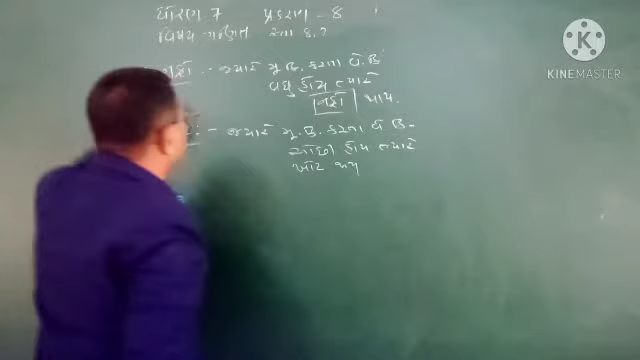 ધોરણ 7 પ્રકરણ - 8
વિષય ગણિત સ્વા 8.2
નફો :- જ્યારે મૂ.કિં. કરતા વે.કિં
વધુ હોય ત્યારે
નફો થાય.
:- જ્યારે મૂ.કિં. કરતા વે.કિં.
ઓછી હોય ત્યારે
ખોટ જાય
KINEMASTER